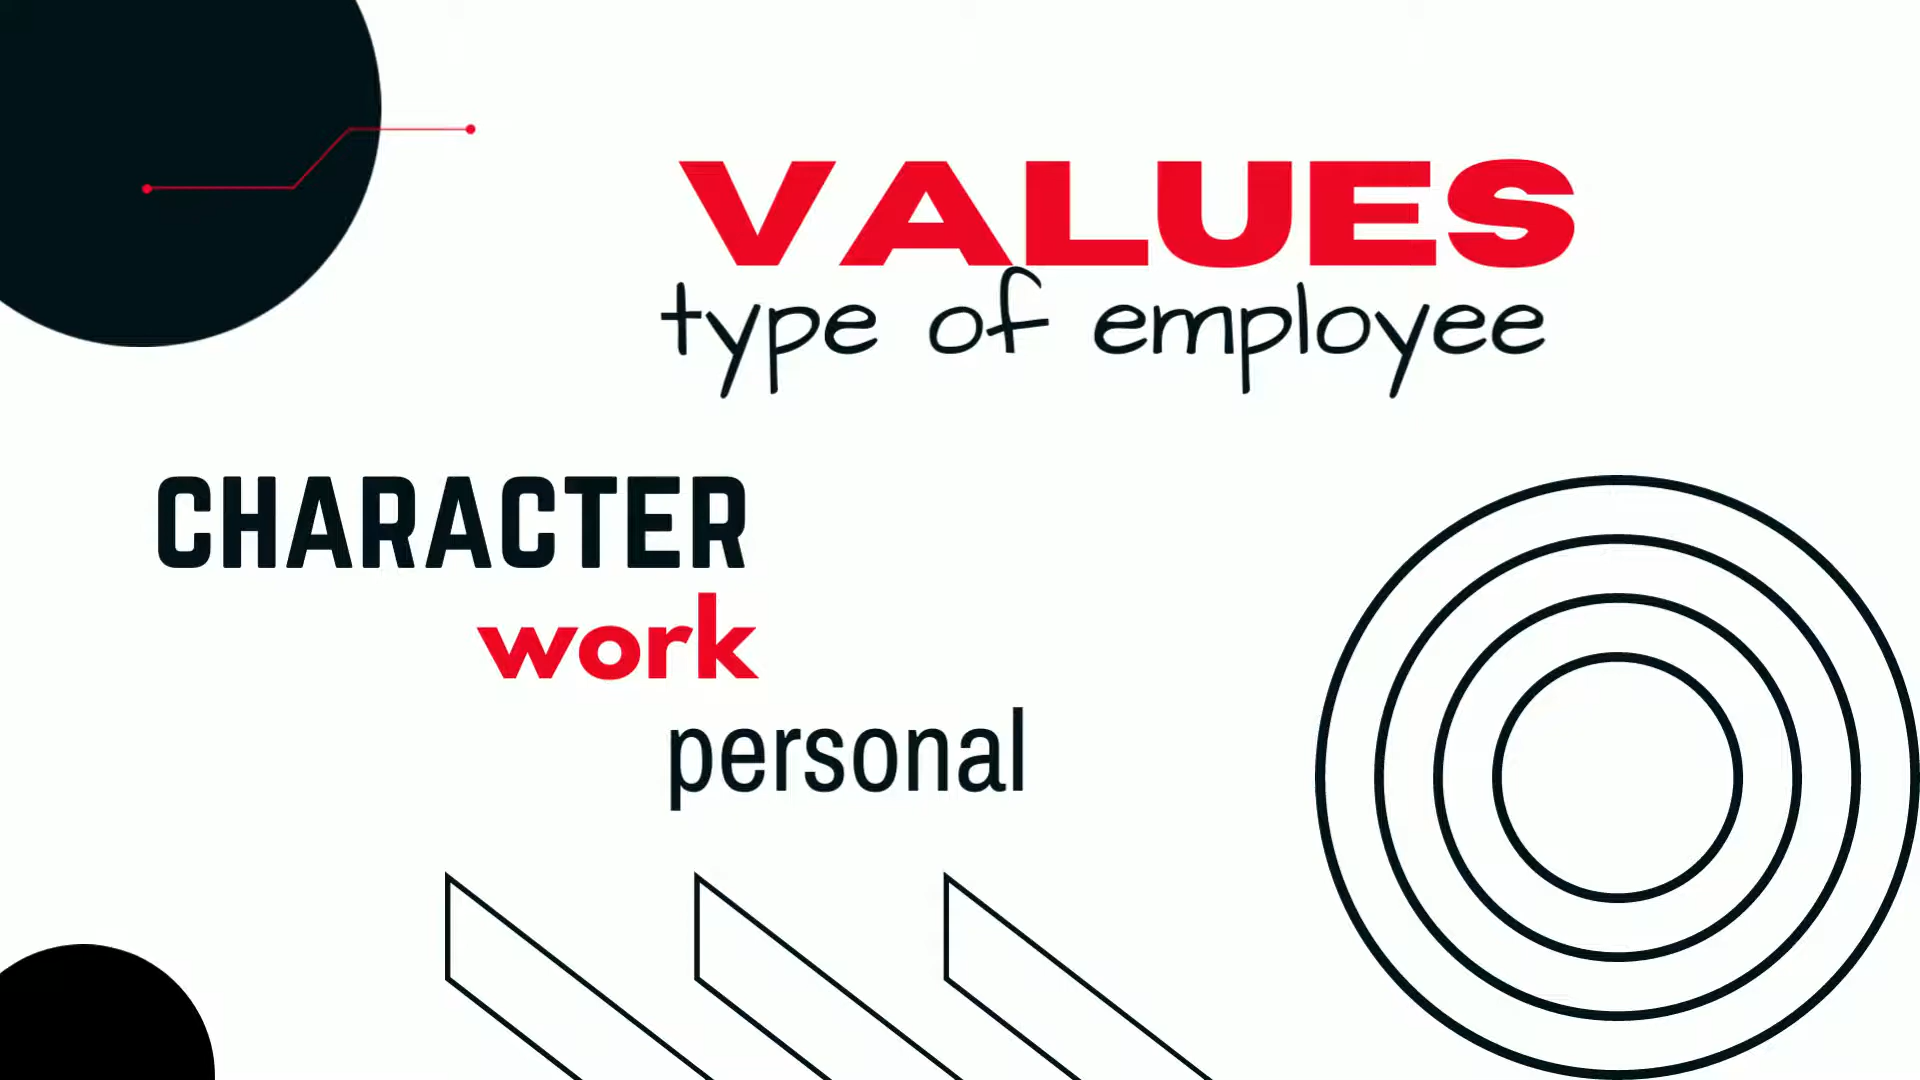 VALUES
type of employee
CHARACTER
work
personal